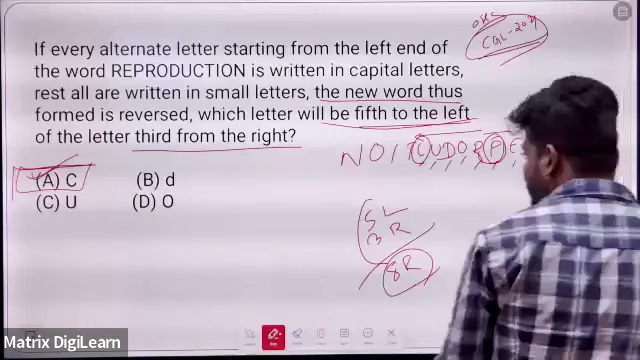 If every alternate letter starting from the left end of
the word REPRODUCTION is written in capital letters,
rest all are written in small letters, the new word thus
formed is reversed, which letter will be fifth to the left
of the letter third from the right?
(A) C (B) d
(C) U (D) O
CGL-2024
NOITCUDORPE
5L
3R
8R
Matrix DigiLearn